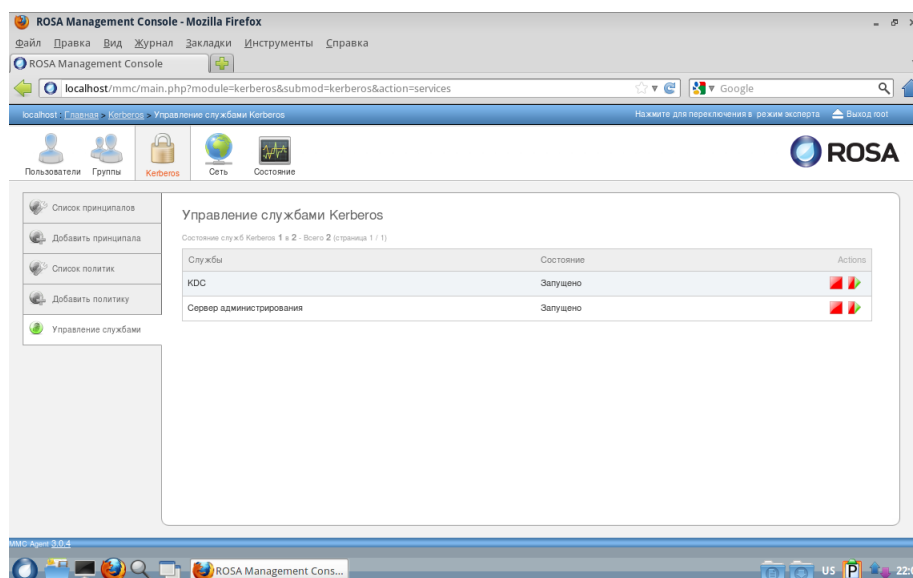 ROSA Management Console - Mozilla Firefox
Файл Правка Вид Журнал Закладки Инструменты Справка
ROSA Management Console
localhost/mmc/main.php?module=kerberos&submod=kerberos&action=services
Google
localhost : Главная > Kerberos > Управление службами Kerberos
Нажмите для переключения в режим эксперта
Выход root
Пользователи
Группы
Kerberos
Сеть
Состояние
ROSA
Список принципалов
Добавить принципала
Список политик
Добавить политику
Управление службами
Управление службами Kerberos
Состояние служб Kerberos 1 в 2 - Всего 2 (страница 1 / 1)
Службы Состояние Actions
KDC Запущено
Сервер администрирования Запущено
MMC Agent 3.0.4
ROSA Management Cons...
US
P